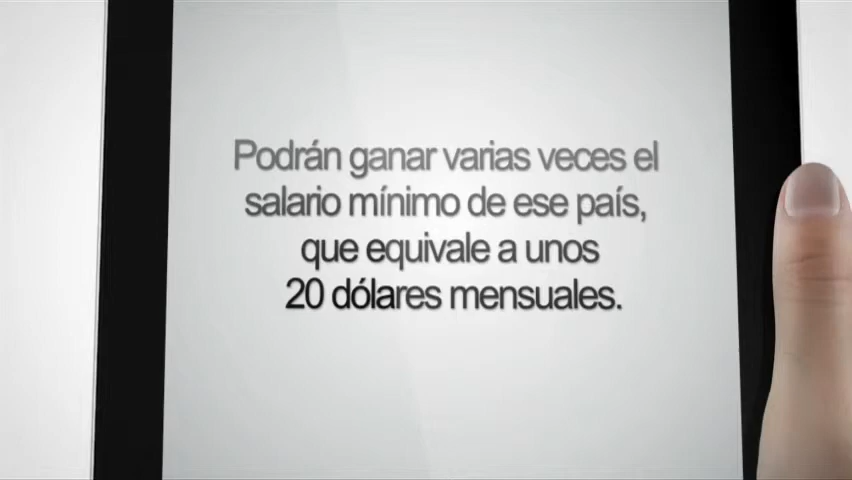 Podrán ganar varias veces el
salario mínimo de ese país,
que equivale a unos
20 dólares mensuales.